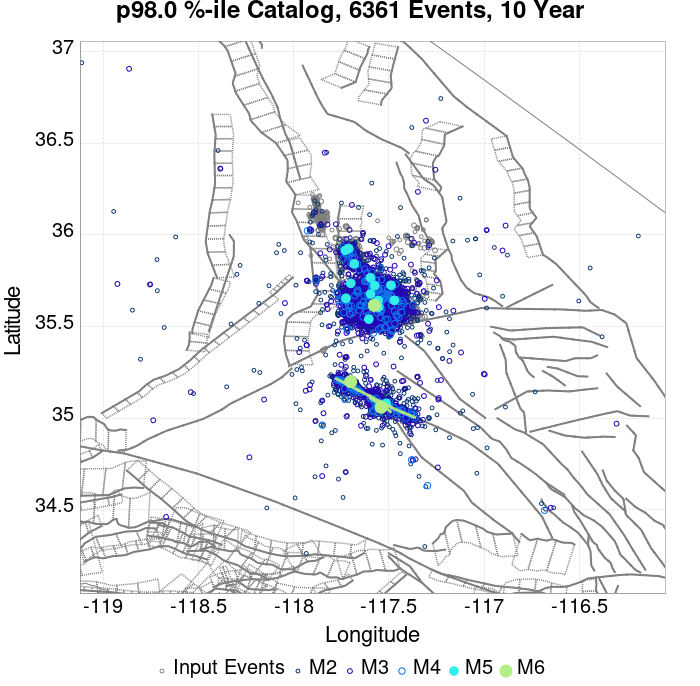 p98.0 %-ile Catalog, 6361 Events, 10 Year
37
36.5
36
35.5
35
34.5
Latitude
-119 -118.5 -118 -117.5 -117 -116.5
Longitude
Input Events M2 M3 M4 M5 M6